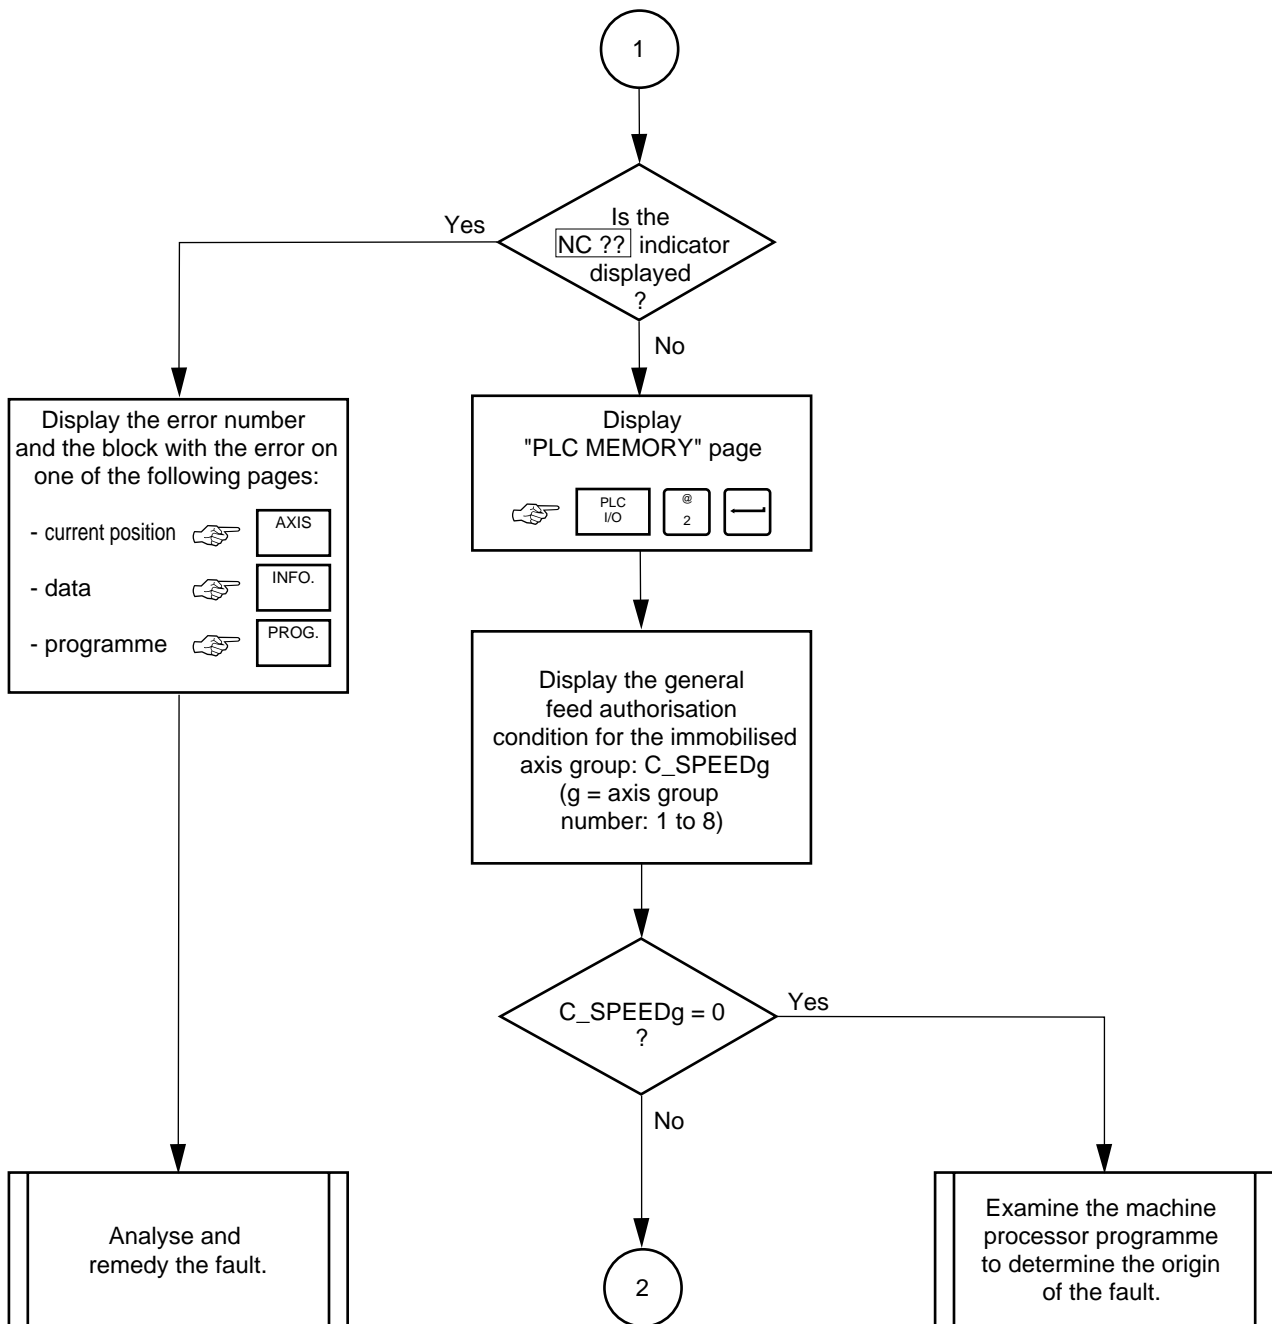 1
Is the
NC ?? indicator
displayed
?
Yes
No
Display the error number
and the block with the error on
one of the following pages:
- current position AXIS
- data INFO.
- programme PROG.
Display
"PLC MEMORY" page
PLC
I/O
@
2
Display the general
feed authorisation
condition for the immobilised
axis group: C_SPEEDg
(g = axis group
number: 1 to 8)
C_SPEEDg = 0
?
Yes
No
Analyse and
remedy the fault.
2
Examine the machine
processor programme
to determine the origin
of the fault.